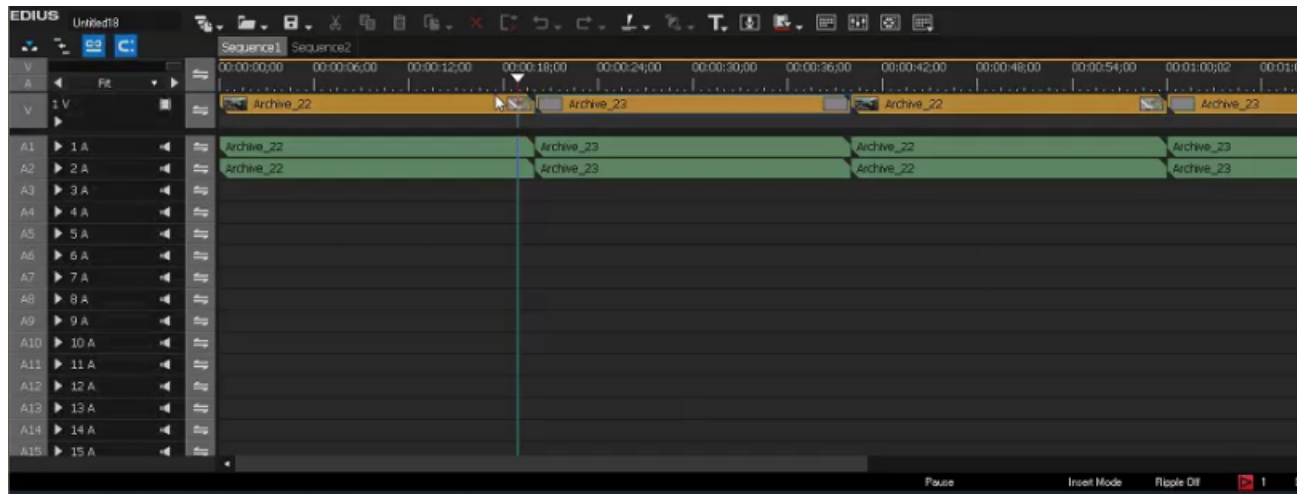 EDIUS Untitled18
Sequence1 Sequence2
V
A Fit
00:00:00;00 00:00:06;00 00:00:12;00 00:00:18;00 00:00:24;00 00:00:30;00 00:00:36;00 00:00:42;00 00:00:48;00 00:00:54;00 00:01:00;02 00:01:
V 1 V Archive_22 Archive_23 Archive_22 Archive_23
A1 1 A Archive_22 Archive_23 Archive_22 Archive_23
A2 2 A Archive_22 Archive_23 Archive_22 Archive_23
A3 3 A
A4 4 A
A5 5 A
A6 6 A
A7 7 A
A8 8 A
A9 9 A
A10 10 A
A11 11 A
A12 12 A
A13 13 A
A14 14 A
A15 15 A
Pause Insert Mode Ripple Off 1